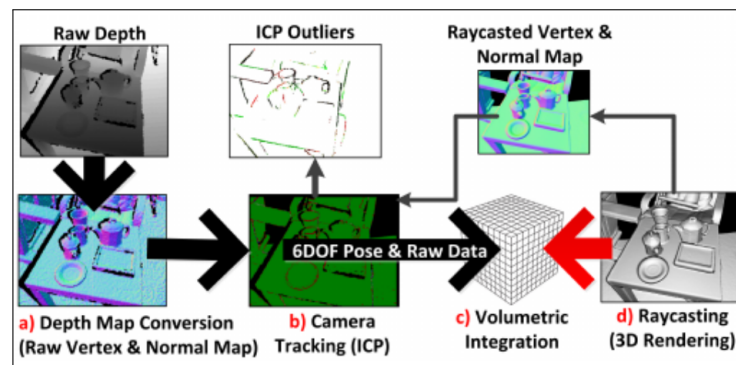 Raw Depth
ICP Outliers
Raycasted Vertex &
Normal Map
6DOF Pose & Raw Data
a) Depth Map Conversion
(Raw Vertex & Normal Map)
b) Camera
Tracking (ICP)
c) Volumetric
Integration
d) Raycasting
(3D Rendering)